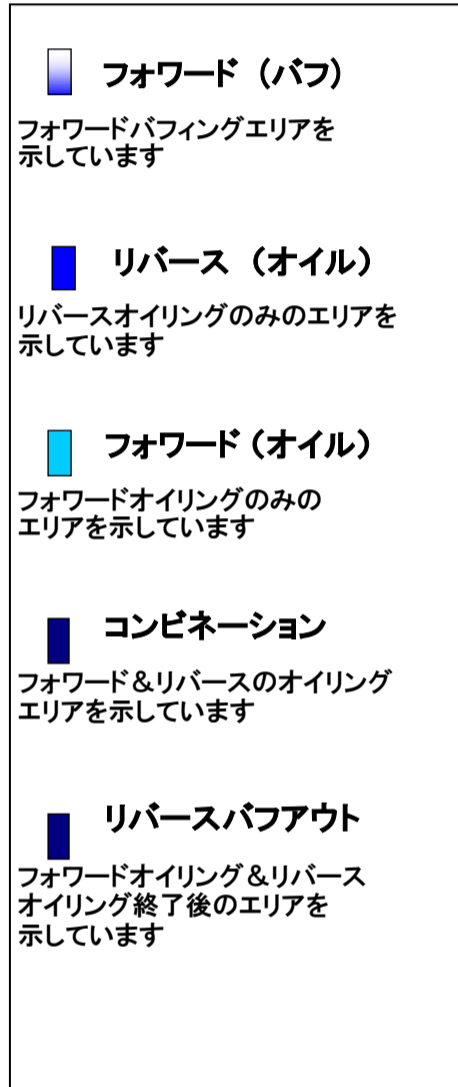 フォワード (バフ)
フォワードバフィングエリアを
示しています
リバース (オイル)
リバースオイリングのみのエリアを
示しています
フォワード (オイル)
フォワードオイリングのみの
エリアを示しています
コンビネーション
フォワード&リバースのオイリング
エリアを示しています
リバースバフアウト
フォワードオイリング&リバース
オイリング終了後のエリアを
示しています